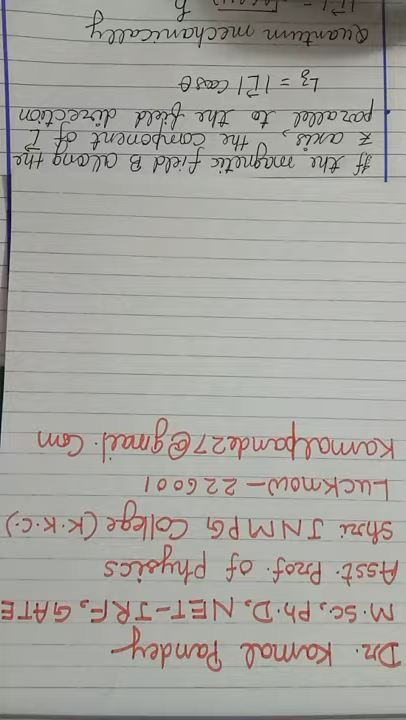 Dr. Kamal Pandey
M.Sc, Ph.D, NET-JRF, GATE
Asst. Prof. of physics
Shri JNMPG College (K.K.C.)
Lucknow-226001
Kamalpande27@gmail.com
If the magnetic field B along the
z axis, the component of L⃗
parallel to the field direction
L₃ = |L⃗| cosθ
Quantum mechanically